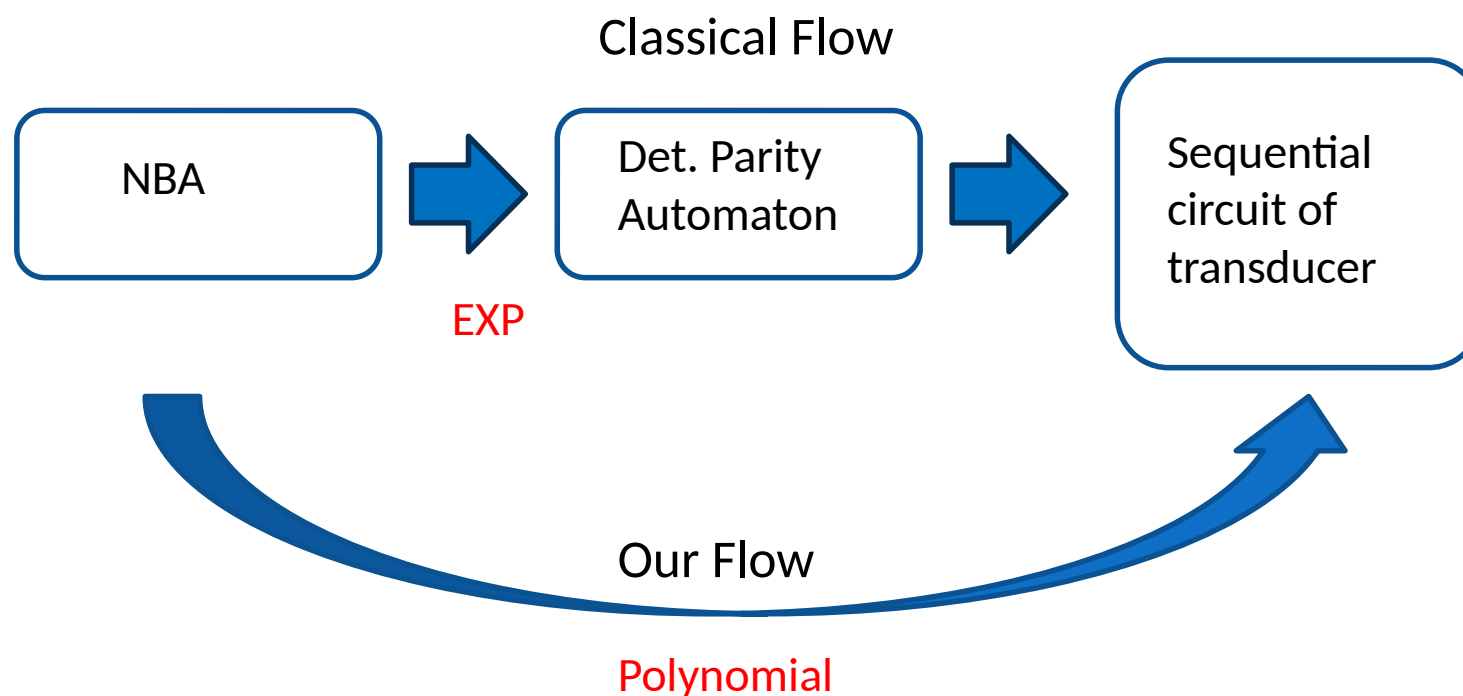 Classical Flow
NBA
Det. Parity
Automaton
Sequential
circuit of
transducer
EXP
Our Flow
Polynomial